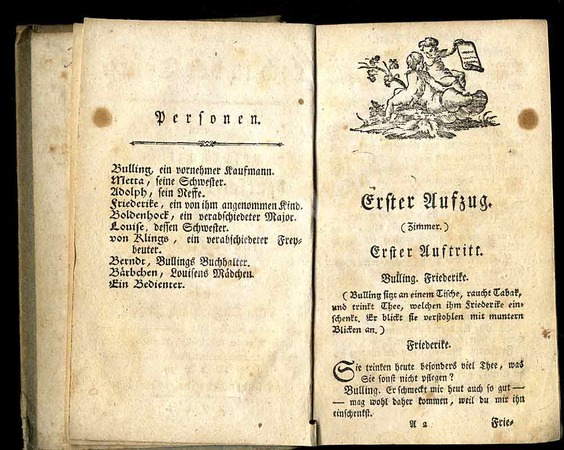 Personen.
Bulling, ein vornehmer Kaufmann.
Metta, seine Schwester.
Adolph, sein Neffe.
Friederike, ein von ihm angenommen Kind.
Boldenhock, ein verabschiedeter Major.
Louise, dessen Schwester.
von Klings, ein verabschiedeter Frey-
beuter.
Berndt, Bullings Buchhalter.
Bärbchen, Louisens Mädchen.
Ein Bedienter.
Erster Aufzug.
(Zimmer.)
Erster Auftritt.
Bulling. Friederike.
(Bulling sizt an einem Tische, raucht Tabak,
und trinkt Thee, welchen ihm Friederike ein-
schenkt. Er blickt sie verstohlen mit muntern
Blicken an.)
Friederike.
Sie trinken heute besonders viel Thee, was
Sie sonst nicht pflegen?
Bulling. Er schmeckt mir heut auch so gut —
— mag wohl daher kommen, weil du mir ihn
einschenkst.
A 2
Frie-